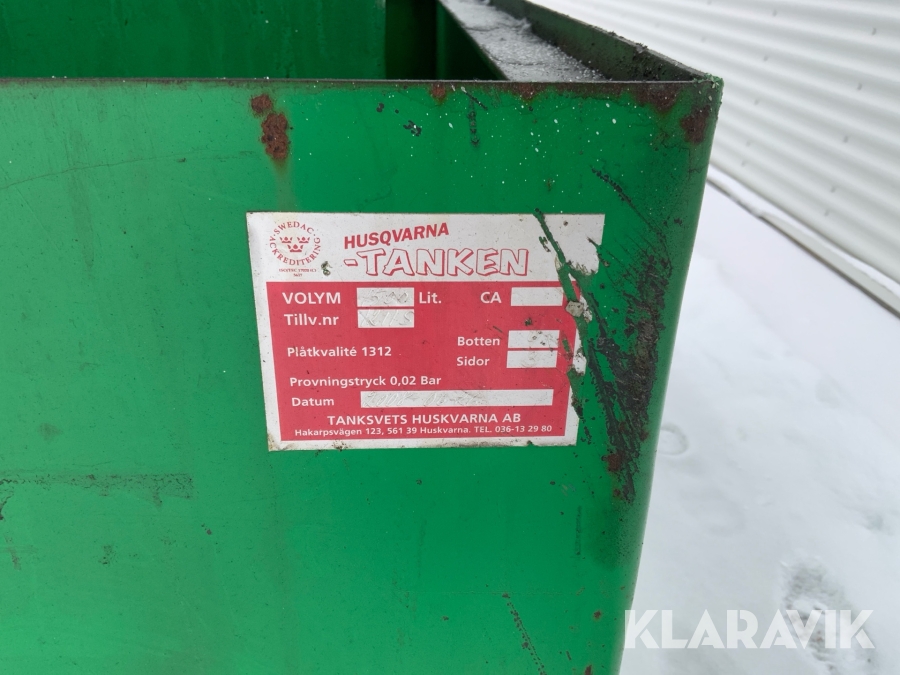 SWEDAC
ACKREDITERING
HUSQVARNA
-TANKEN
VOLYM Lit. CA
Tillv.nr
Botten
Plåtkvalité 1312
Sidor
Provningstryck 0,02 Bar
Datum
TANKSVETS HUSKVARNA AB
Hakarpsvägen 123, 561 39 Huskvarna. TEL. 036-13 29 80
KLARAVIK